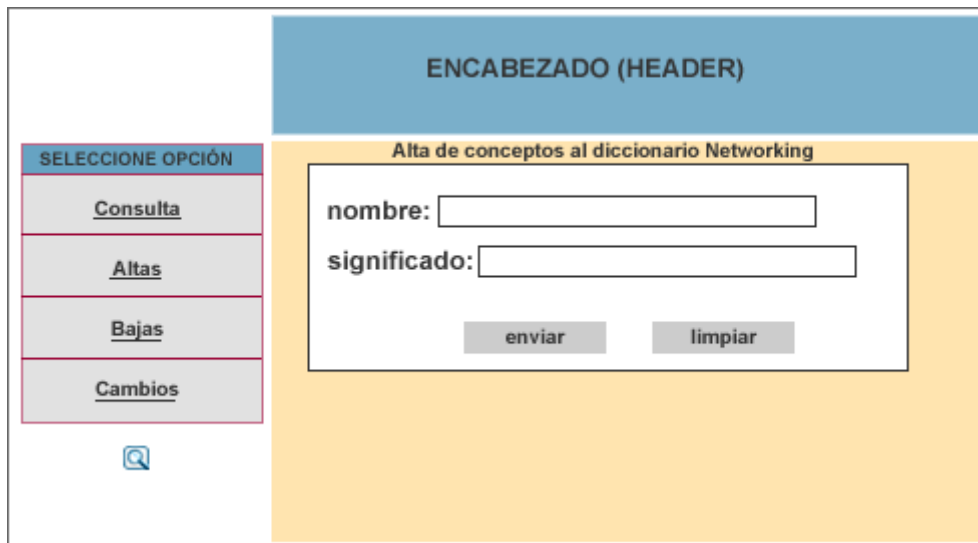 ENCABEZADO (HEADER)
SELECCIONE OPCIÓN
Consulta
Altas
Bajas
Cambios
Alta de conceptos al diccionario Networking
nombre:
significado:
enviar limpiar